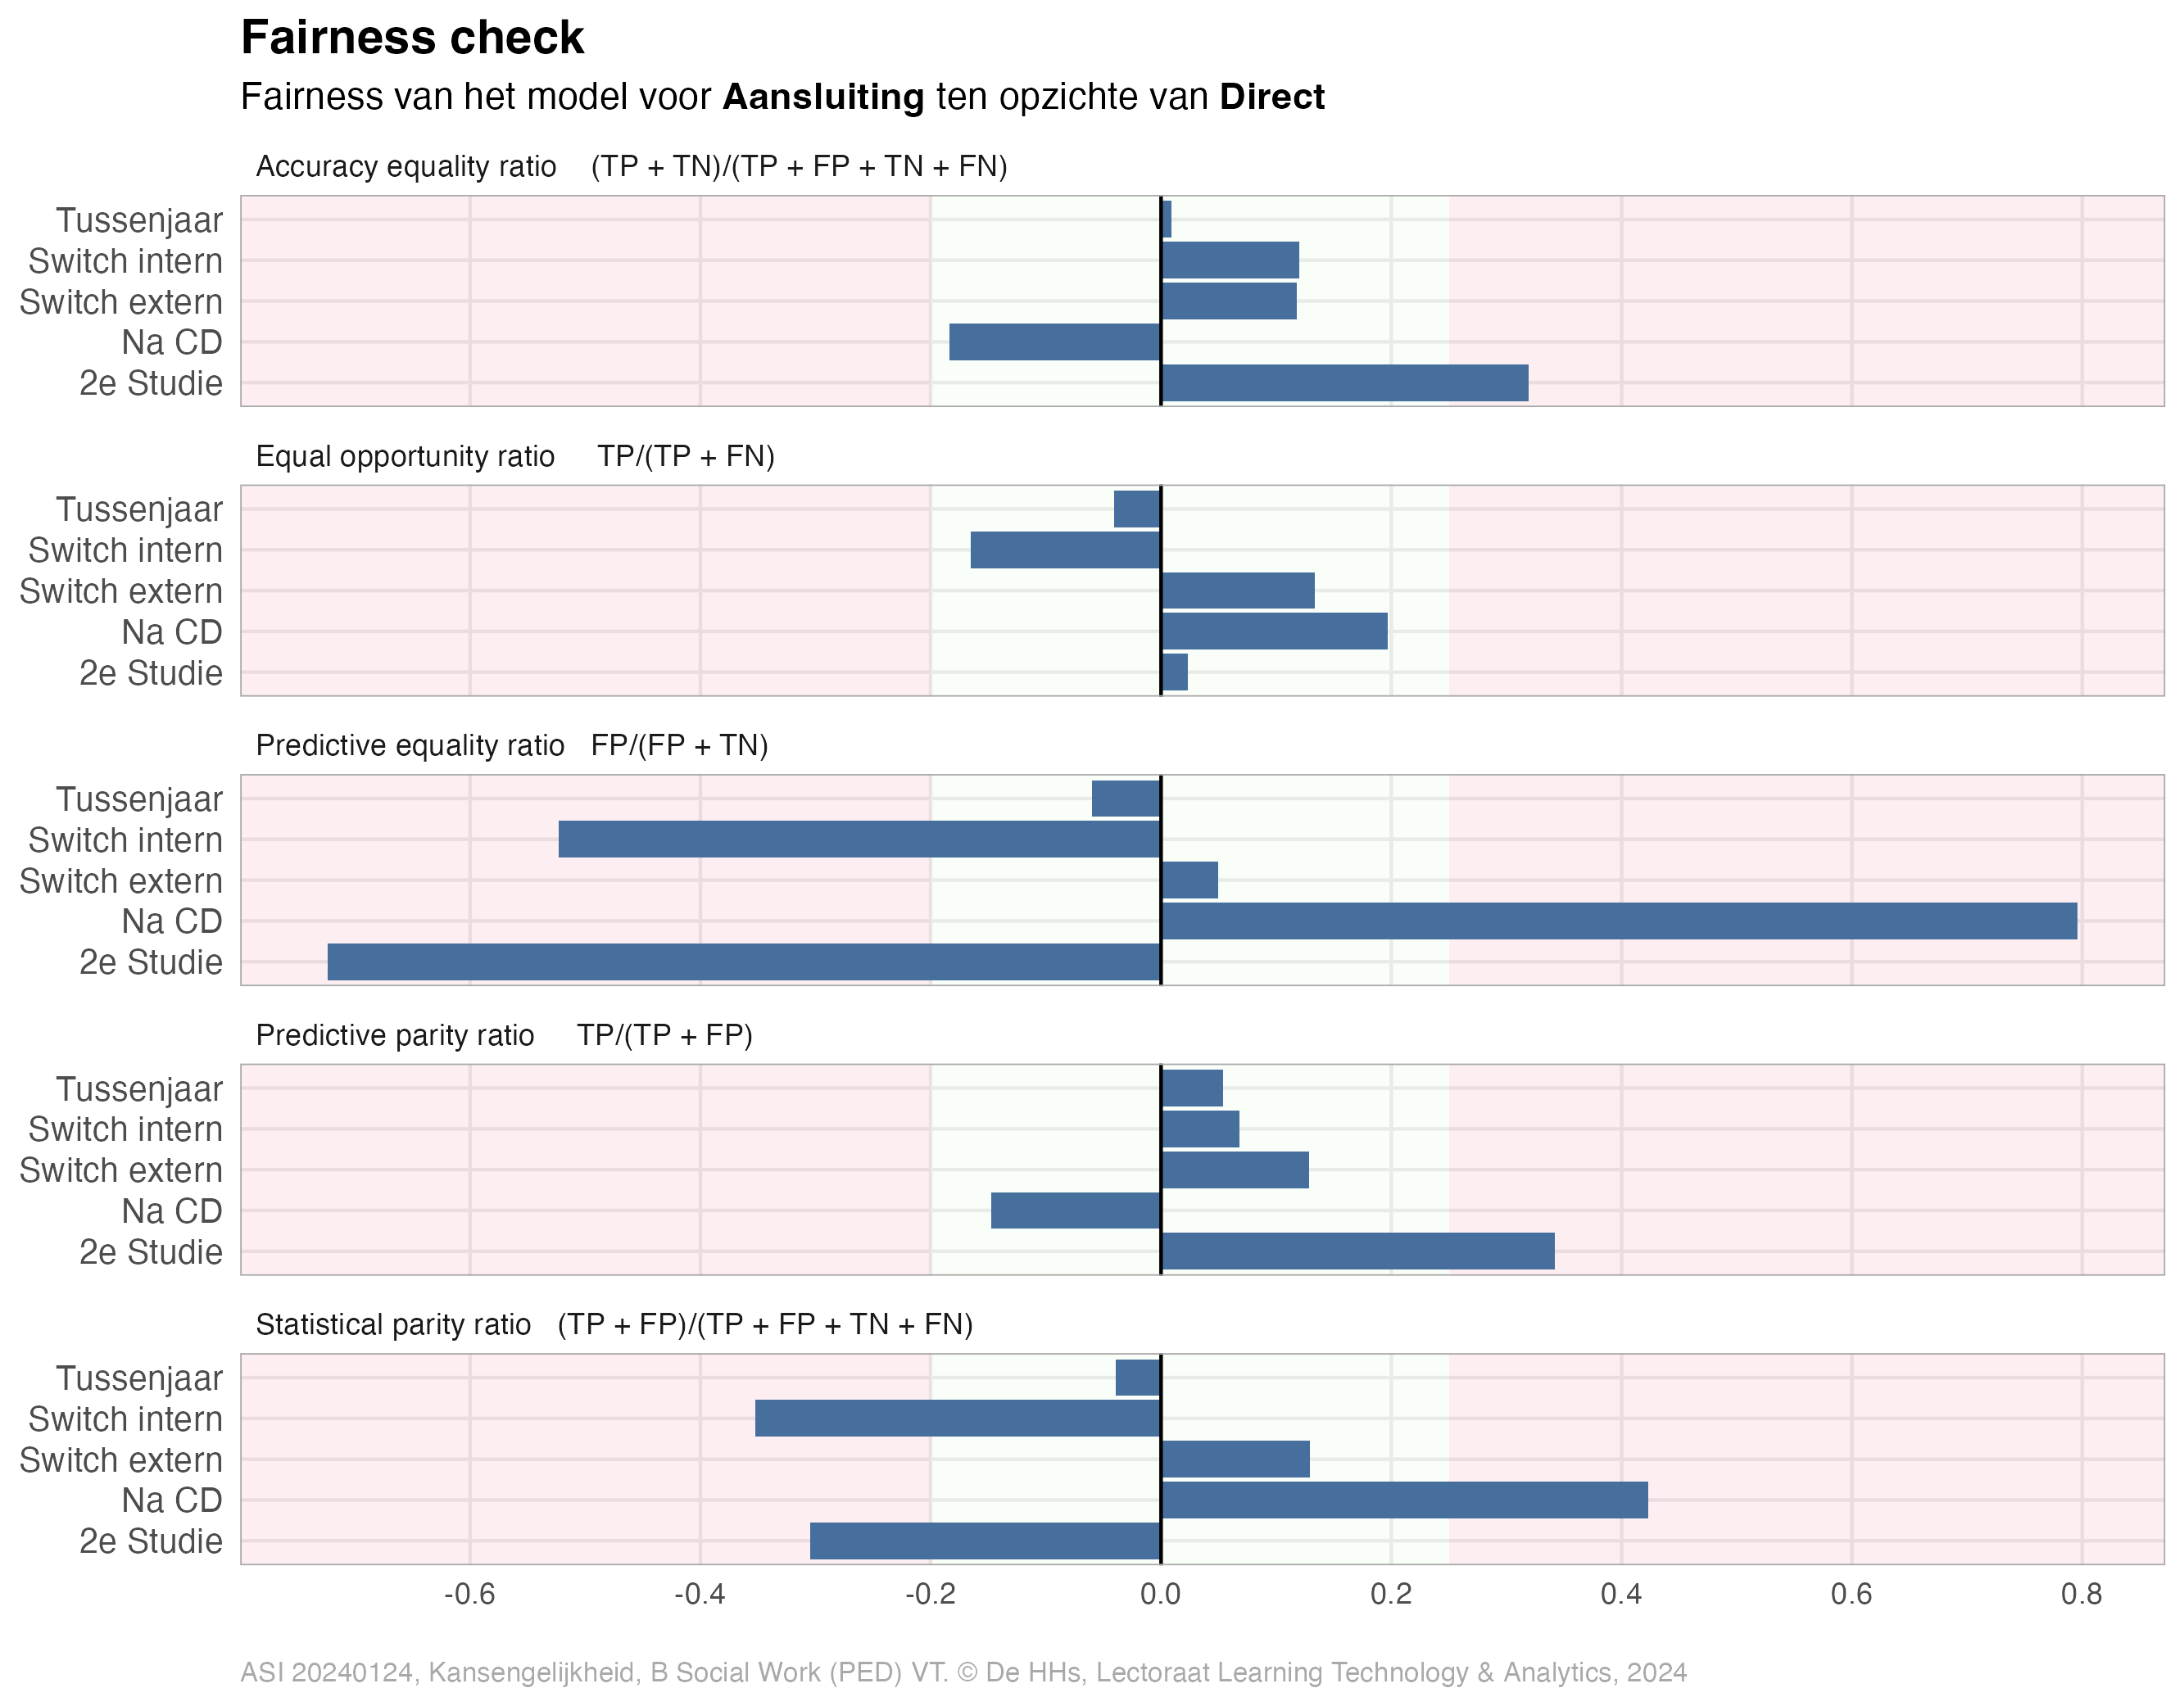 Fairness check
Fairness van het model voor Aansluiting ten opzichte van Direct
Accuracy equality ratio (TP + TN)/(TP + FP + TN + FN)
Tussenjaar
Switch intern
Switch extern
Na CD
2e Studie
Equal opportunity ratio TP/(TP + FN)
Tussenjaar
Switch intern
Switch extern
Na CD
2e Studie
Predictive equality ratio FP/(FP + TN)
Tussenjaar
Switch intern
Switch extern
Na CD
2e Studie
Predictive parity ratio TP/(TP + FP)
Tussenjaar
Switch intern
Switch extern
Na CD
2e Studie
Statistical parity ratio (TP + FP)/(TP + FP + TN + FN)
Tussenjaar
Switch intern
Switch extern
Na CD
2e Studie
-0.6 -0.4 -0.2 0.0 0.2 0.4 0.6 0.8
ASI 20240124, Kansengelijkheid, B Social Work (PED) VT. © De HHs, Lectoraat Learning Technology & Analytics, 2024